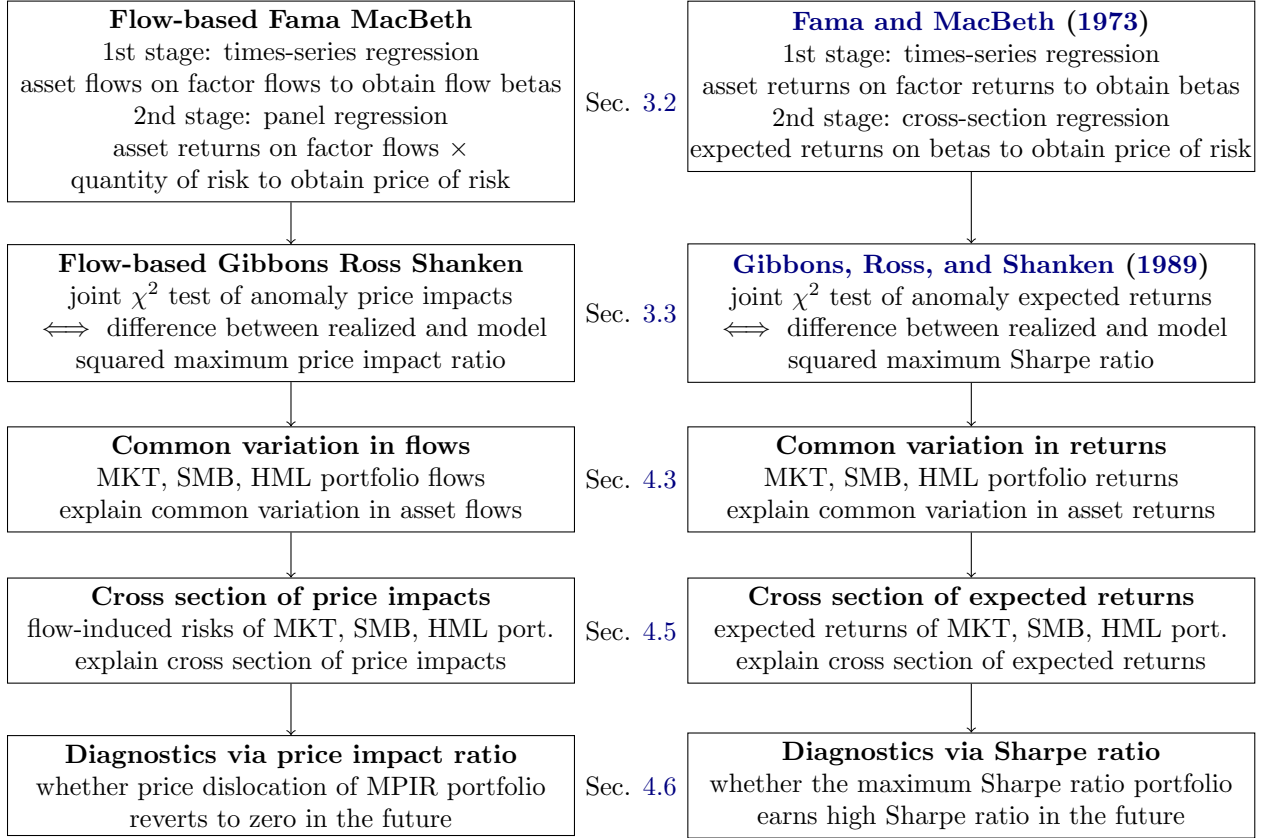 Flow-based Fama MacBeth
1st stage: times-series regression
asset flows on factor flows to obtain flow betas
2nd stage: panel regression
asset returns on factor flows ×
quantity of risk to obtain price of risk
Sec. 3.2
Fama and MacBeth (1973)
1st stage: times-series regression
asset returns on factor returns to obtain betas
2nd stage: cross-section regression
expected returns on betas to obtain price of risk
Flow-based Gibbons Ross Shanken
joint χ² test of anomaly price impacts
⟺ difference between realized and model
squared maximum price impact ratio
Sec. 3.3
Gibbons, Ross, and Shanken (1989)
joint χ² test of anomaly expected returns
⟺ difference between realized and model
squared maximum Sharpe ratio
Common variation in flows
MKT, SMB, HML portfolio flows
explain common variation in asset flows
Sec. 4.3
Common variation in returns
MKT, SMB, HML portfolio returns
explain common variation in asset returns
Cross section of price impacts
flow-induced risks of MKT, SMB, HML port.
explain cross section of price impacts
Sec. 4.5
Cross section of expected returns
expected returns of MKT, SMB, HML port.
explain cross section of expected returns
Diagnostics via price impact ratio
whether price dislocation of MPIR portfolio
reverts to zero in the future
Sec. 4.6
Diagnostics via Sharpe ratio
whether the maximum Sharpe ratio portfolio
earns high Sharpe ratio in the future